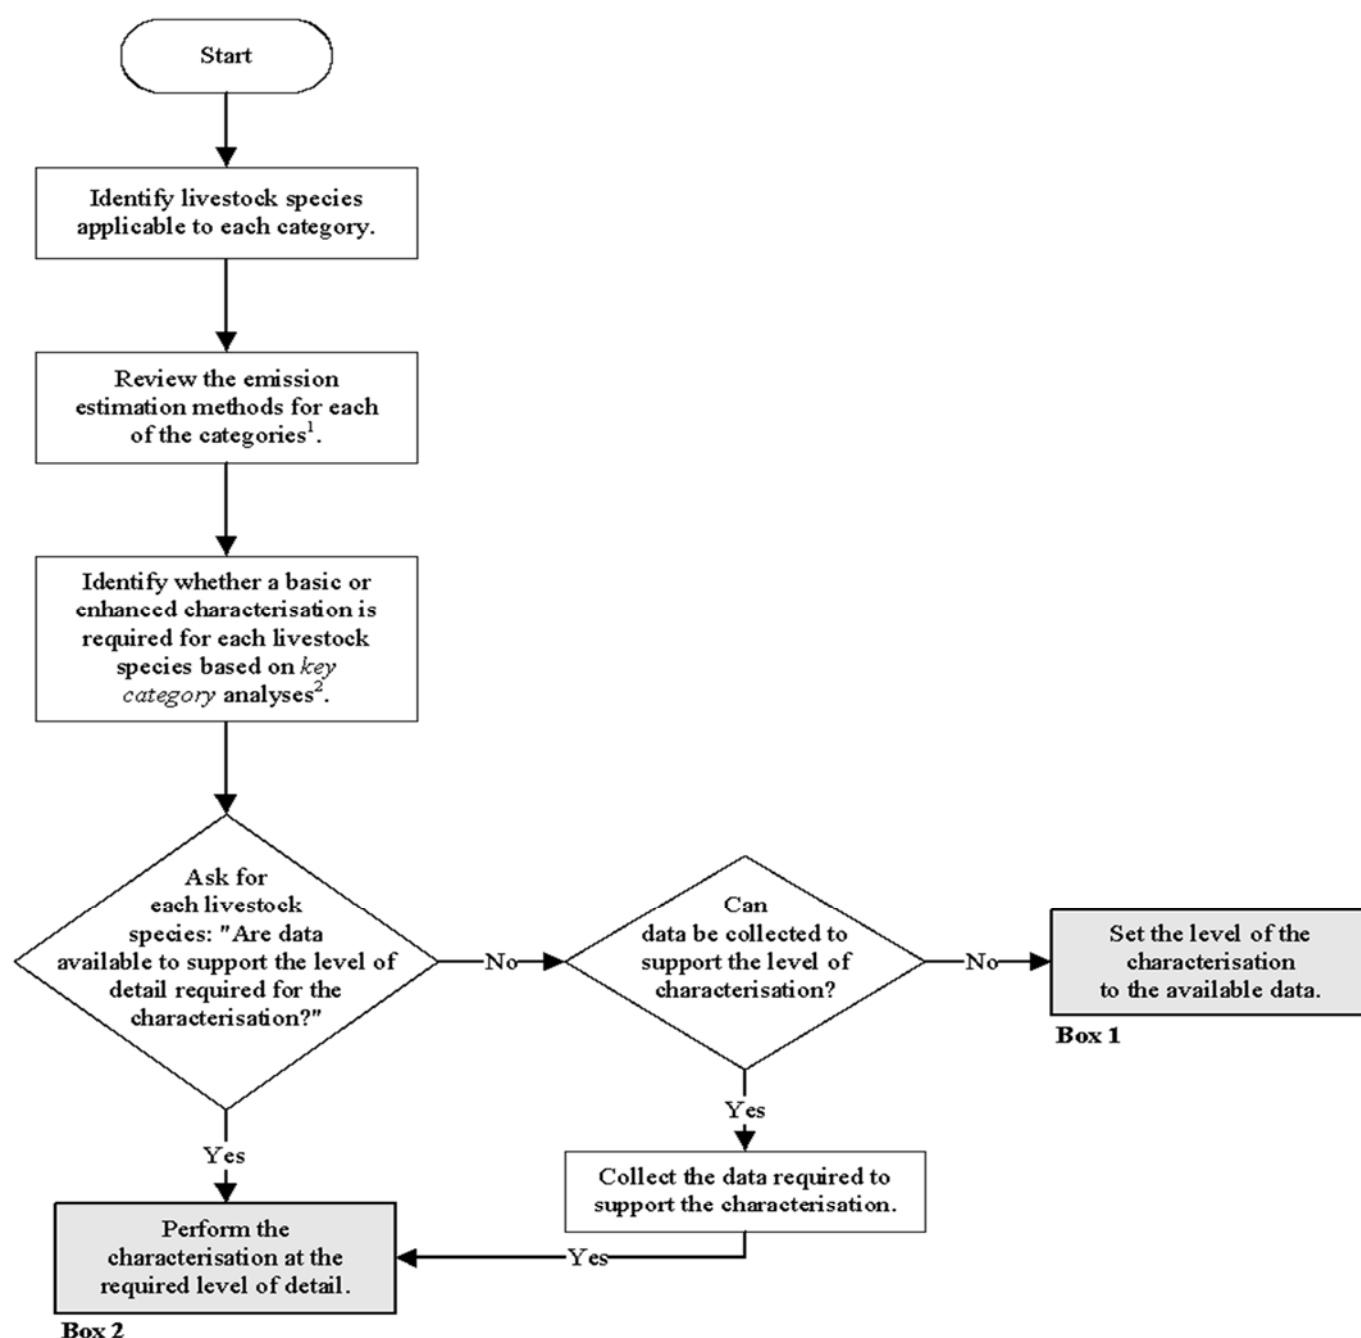 Start
Identify livestock species
applicable to each category.
Review the emission
estimation methods for each
of the categories¹.
Identify whether a basic or
enhanced characterisation is
required for each livestock
species based on key
category analyses².
Ask for
each livestock
species: "Are data
available to support the level of
detail required for the
characterisation?"
No
Can
data be collected to
support the level of
characterisation?
No
Set the level of the
characterisation
to the available data.
Box 1
Yes
Yes
Collect the data required to
support the characterisation.
Yes
Perform the
characterisation at the
required level of detail.
Box 2